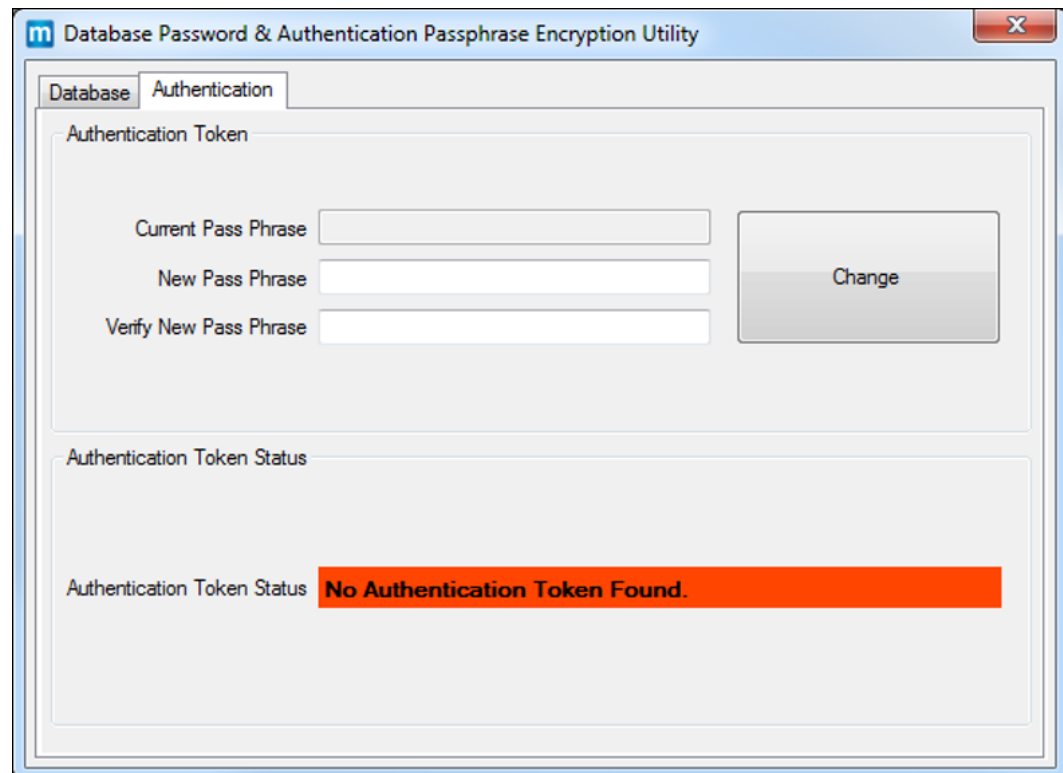 m Database Password & Authentication Passphrase Encryption Utility
X
Database Authentication
Authentication Token
Current Pass Phrase
New Pass Phrase
Change
Verify New Pass Phrase
Authentication Token Status
Authentication Token Status No Authentication Token Found.